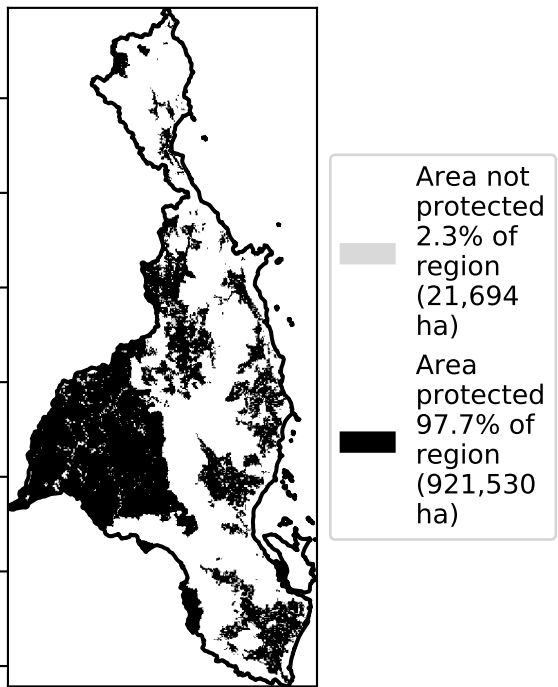 Area not
protected
2.3% of
region
(21,694
ha)
Area
protected
97.7% of
region
(921,530
ha)